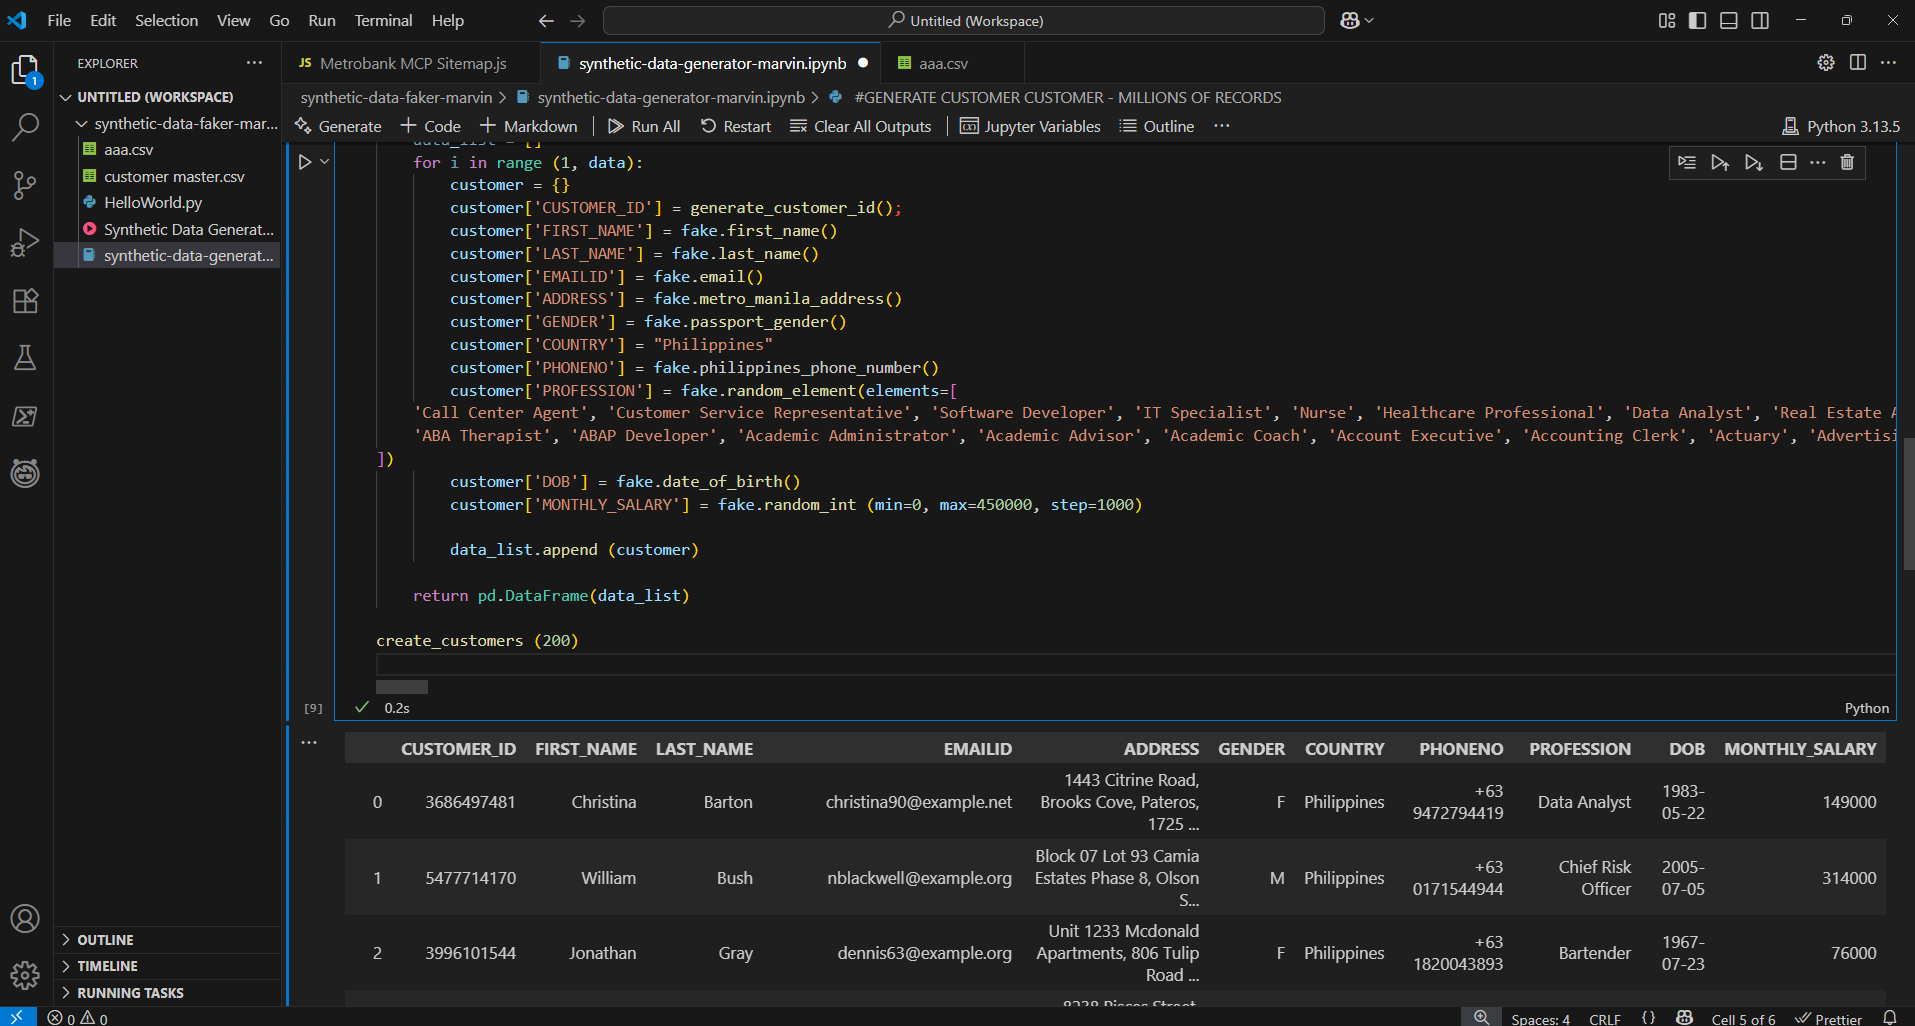 File Edit Selection View Go Run Terminal Help
Untitled (Workspace)
EXPLORER
1
UNTITLED (WORKSPACE)
synthetic-data-faker-mar...
aaa.csv
customer master.csv
HelloWorld.py
Synthetic Data Generat...
synthetic-data-generat...
OUTLINE
TIMELINE
RUNNING TASKS
JS Metrobank MCP Sitemap.js
synthetic-data-generator-marvin.ipynb
aaa.csv
synthetic-data-faker-marvin > synthetic-data-generator-marvin.ipynb > #GENERATE CUSTOMER CUSTOMER - MILLIONS OF RECORDS
Generate + Code + Markdown Run All Restart Clear All Outputs Jupyter Variables Outline ... Python 3.13.5
data_list = []
for i in range (1, data):
customer = {}
customer['CUSTOMER_ID'] = generate_customer_id();
customer['FIRST_NAME'] = fake.first_name()
customer['LAST_NAME'] = fake.last_name()
customer['EMAILID'] = fake.email()
customer['ADDRESS'] = fake.metro_manila_address()
customer['GENDER'] = fake.passport_gender()
customer['COUNTRY'] = "Philippines"
customer['PHONENO'] = fake.philippines_phone_number()
customer['PROFESSION'] = fake.random_element(elements=[
'Call Center Agent', 'Customer Service Representative', 'Software Developer', 'IT Specialist', 'Nurse', 'Healthcare Professional', 'Data Analyst', 'Real Estate A
'ABA Therapist', 'ABAP Developer', 'Academic Administrator', 'Academic Advisor', 'Academic Coach', 'Account Executive', 'Accounting Clerk', 'Actuary', 'Advertisi
])
customer['DOB'] = fake.date_of_birth()
customer['MONTHLY_SALARY'] = fake.random_int (min=0, max=450000, step=1000)
data_list.append (customer)
return pd.DataFrame(data_list)
create_customers (200)
[9] 0.2s Python
CUSTOMER_ID FIRST_NAME LAST_NAME EMAILID ADDRESS GENDER COUNTRY PHONENO PROFESSION DOB MONTHLY_SALARY
0 3686497481 Christina Barton christina90@example.net 1443 Citrine Road, Brooks Cove, Pateros, 1725 ... F Philippines +63 9472794419 Data Analyst 1983-05-22 149000
1 5477714170 William Bush nblackwell@example.org Block 07 Lot 93 Camia Estates Phase 8, Olson S... M Philippines +63 0171544944 Chief Risk Officer 2005-07-05 314000
2 3996101544 Jonathan Gray dennis63@example.org Unit 1233 Mcdonald Apartments, 806 Tulip Road ... F Philippines +63 1820043893 Bartender 1967-07-23 76000
8238 Pisces Street,
0 0 Spaces: 4 CRLF {} Cell 5 of 6 Prettier